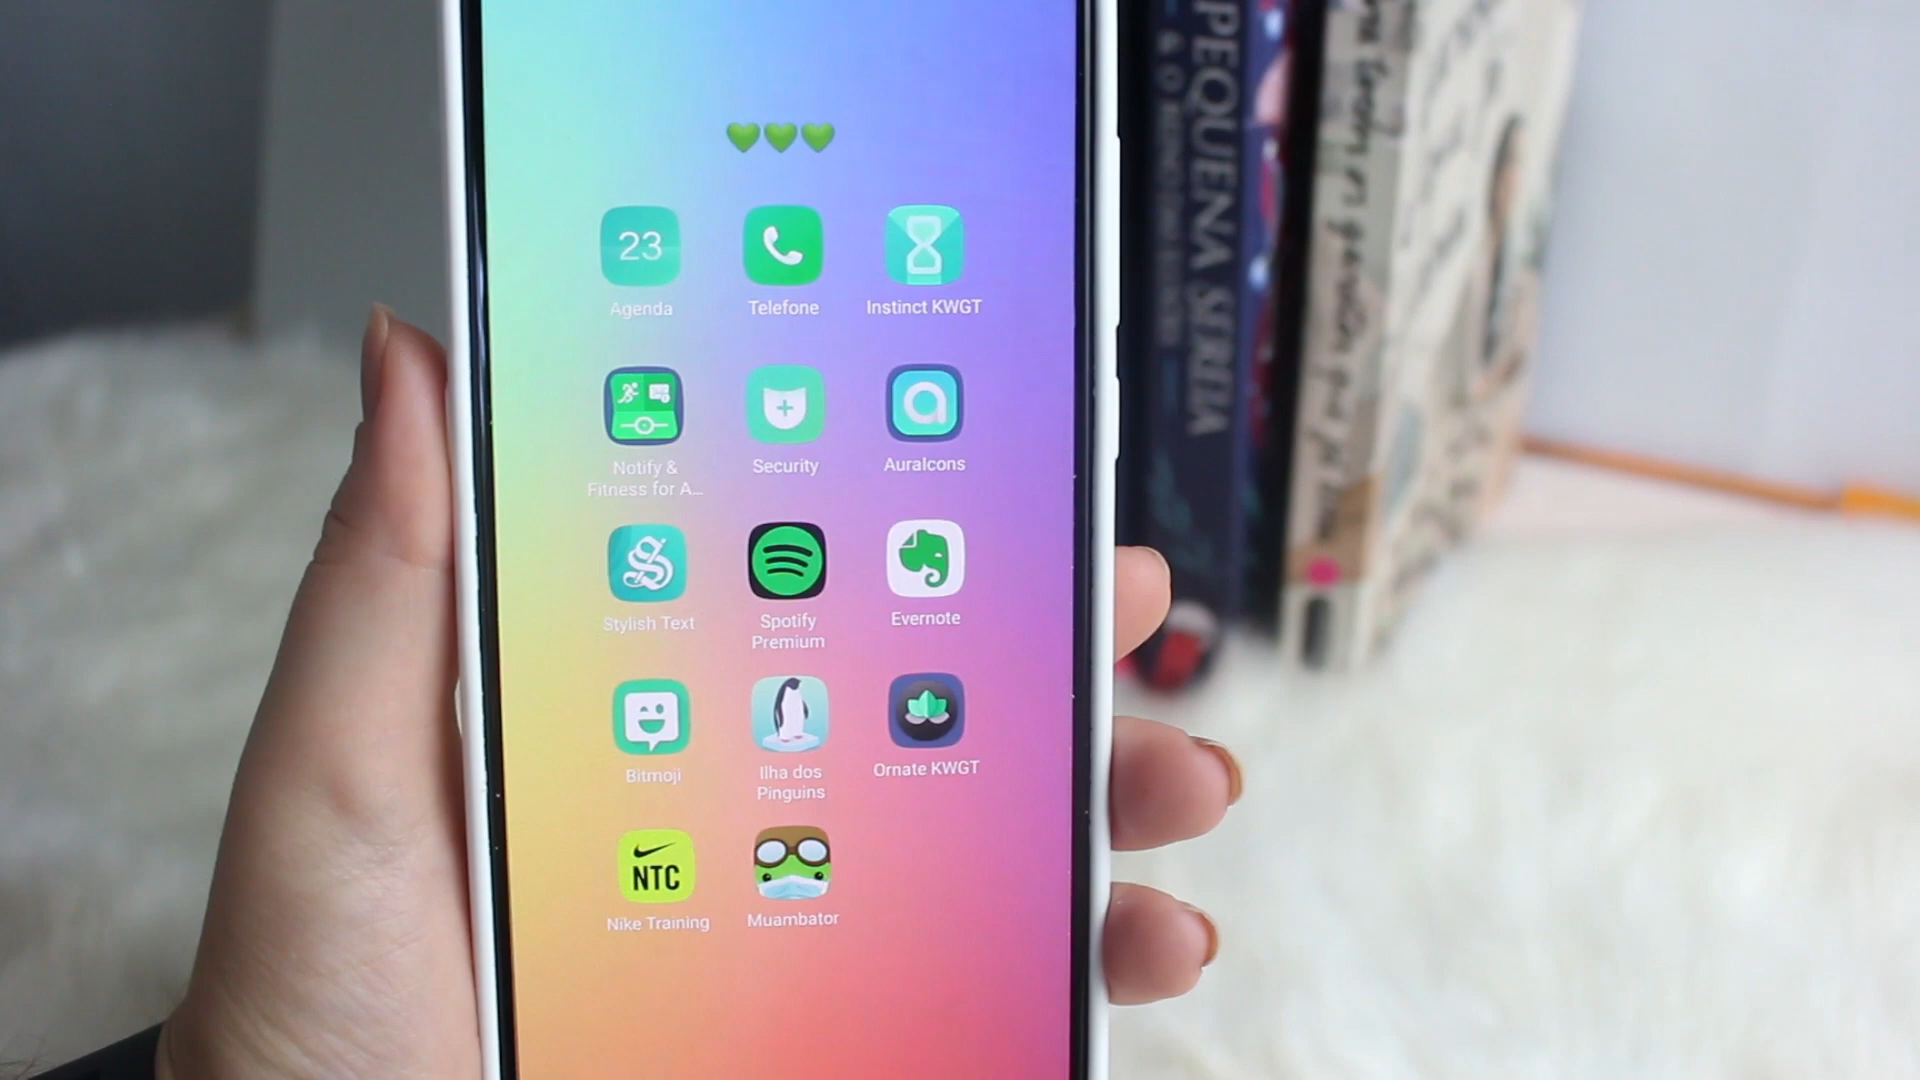 💚💚💚
23
Agenda
Telefone
Instinct KWGT
Notify &
Fitness for A...
Security
AuraIcons
Stylish Text
Spotify
Premium
Evernote
Bitmoji
Ilha dos
Pinguins
Ornate KWGT
NTC
Nike Training
Muambator
PEQUENA SEREIA